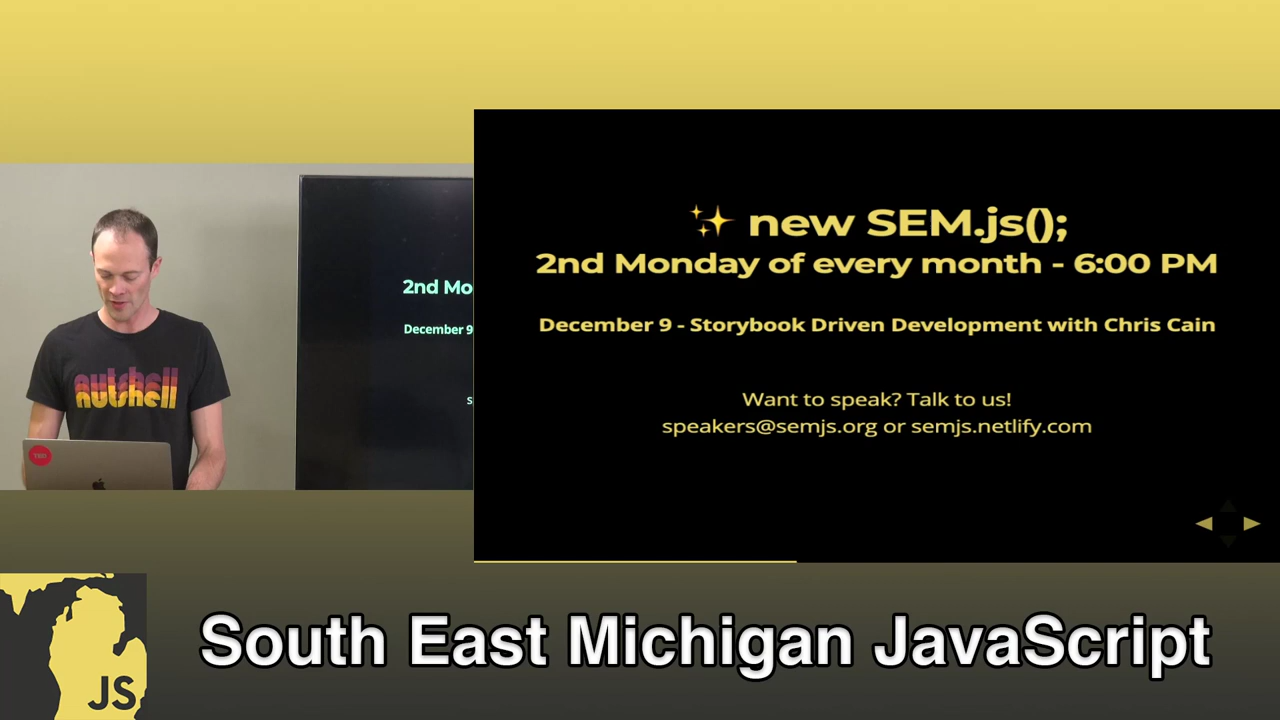 ✨ new SEM.js();
2nd Monday of every month - 6:00 PM
December 9 - Storybook Driven Development with Chris Cain
Want to speak? Talk to us!
speakers@semjs.org or semjs.netlify.com
2nd Mo
December 9
s
nutshell
nutshell
JS
South East Michigan JavaScript